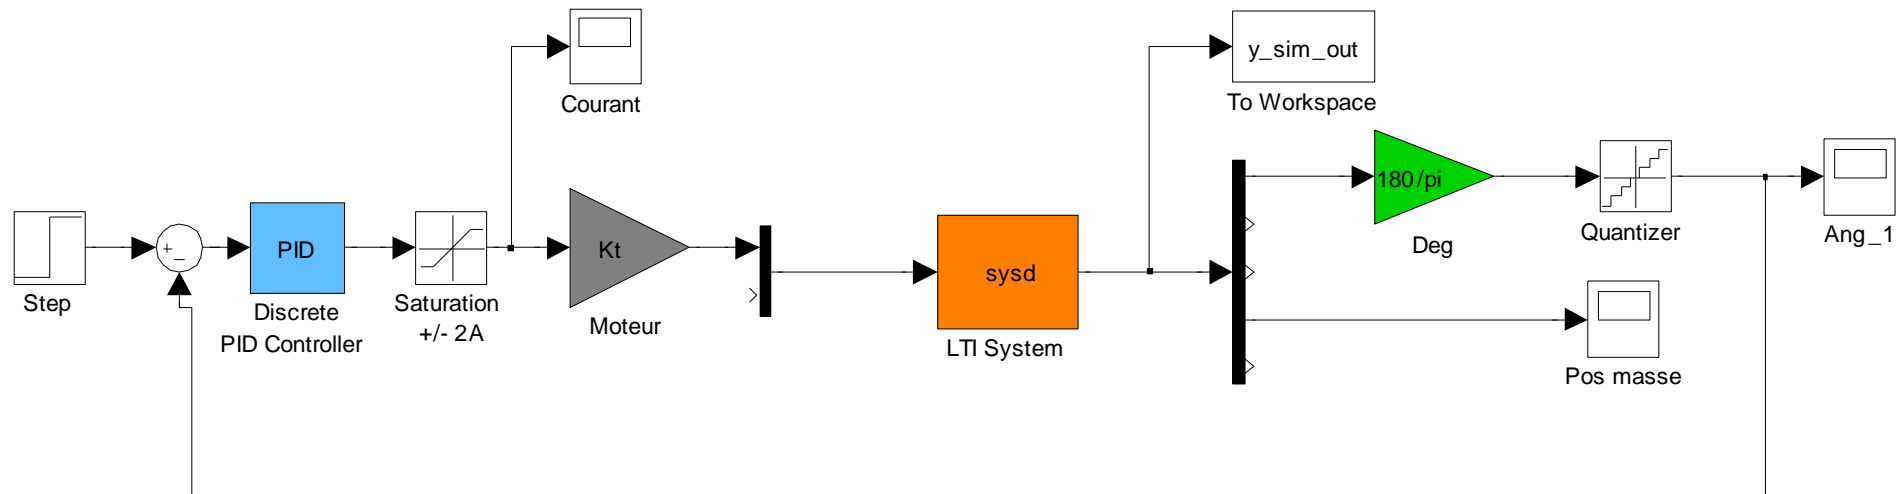 Step
+
_
PID
Discrete
PID Controller
Saturation
+/- 2A
Courant
Kt
Moteur
sysd
LTI System
y_sim_out
To Workspace
180/pi
Deg
Quantizer
Ang_1
Pos masse